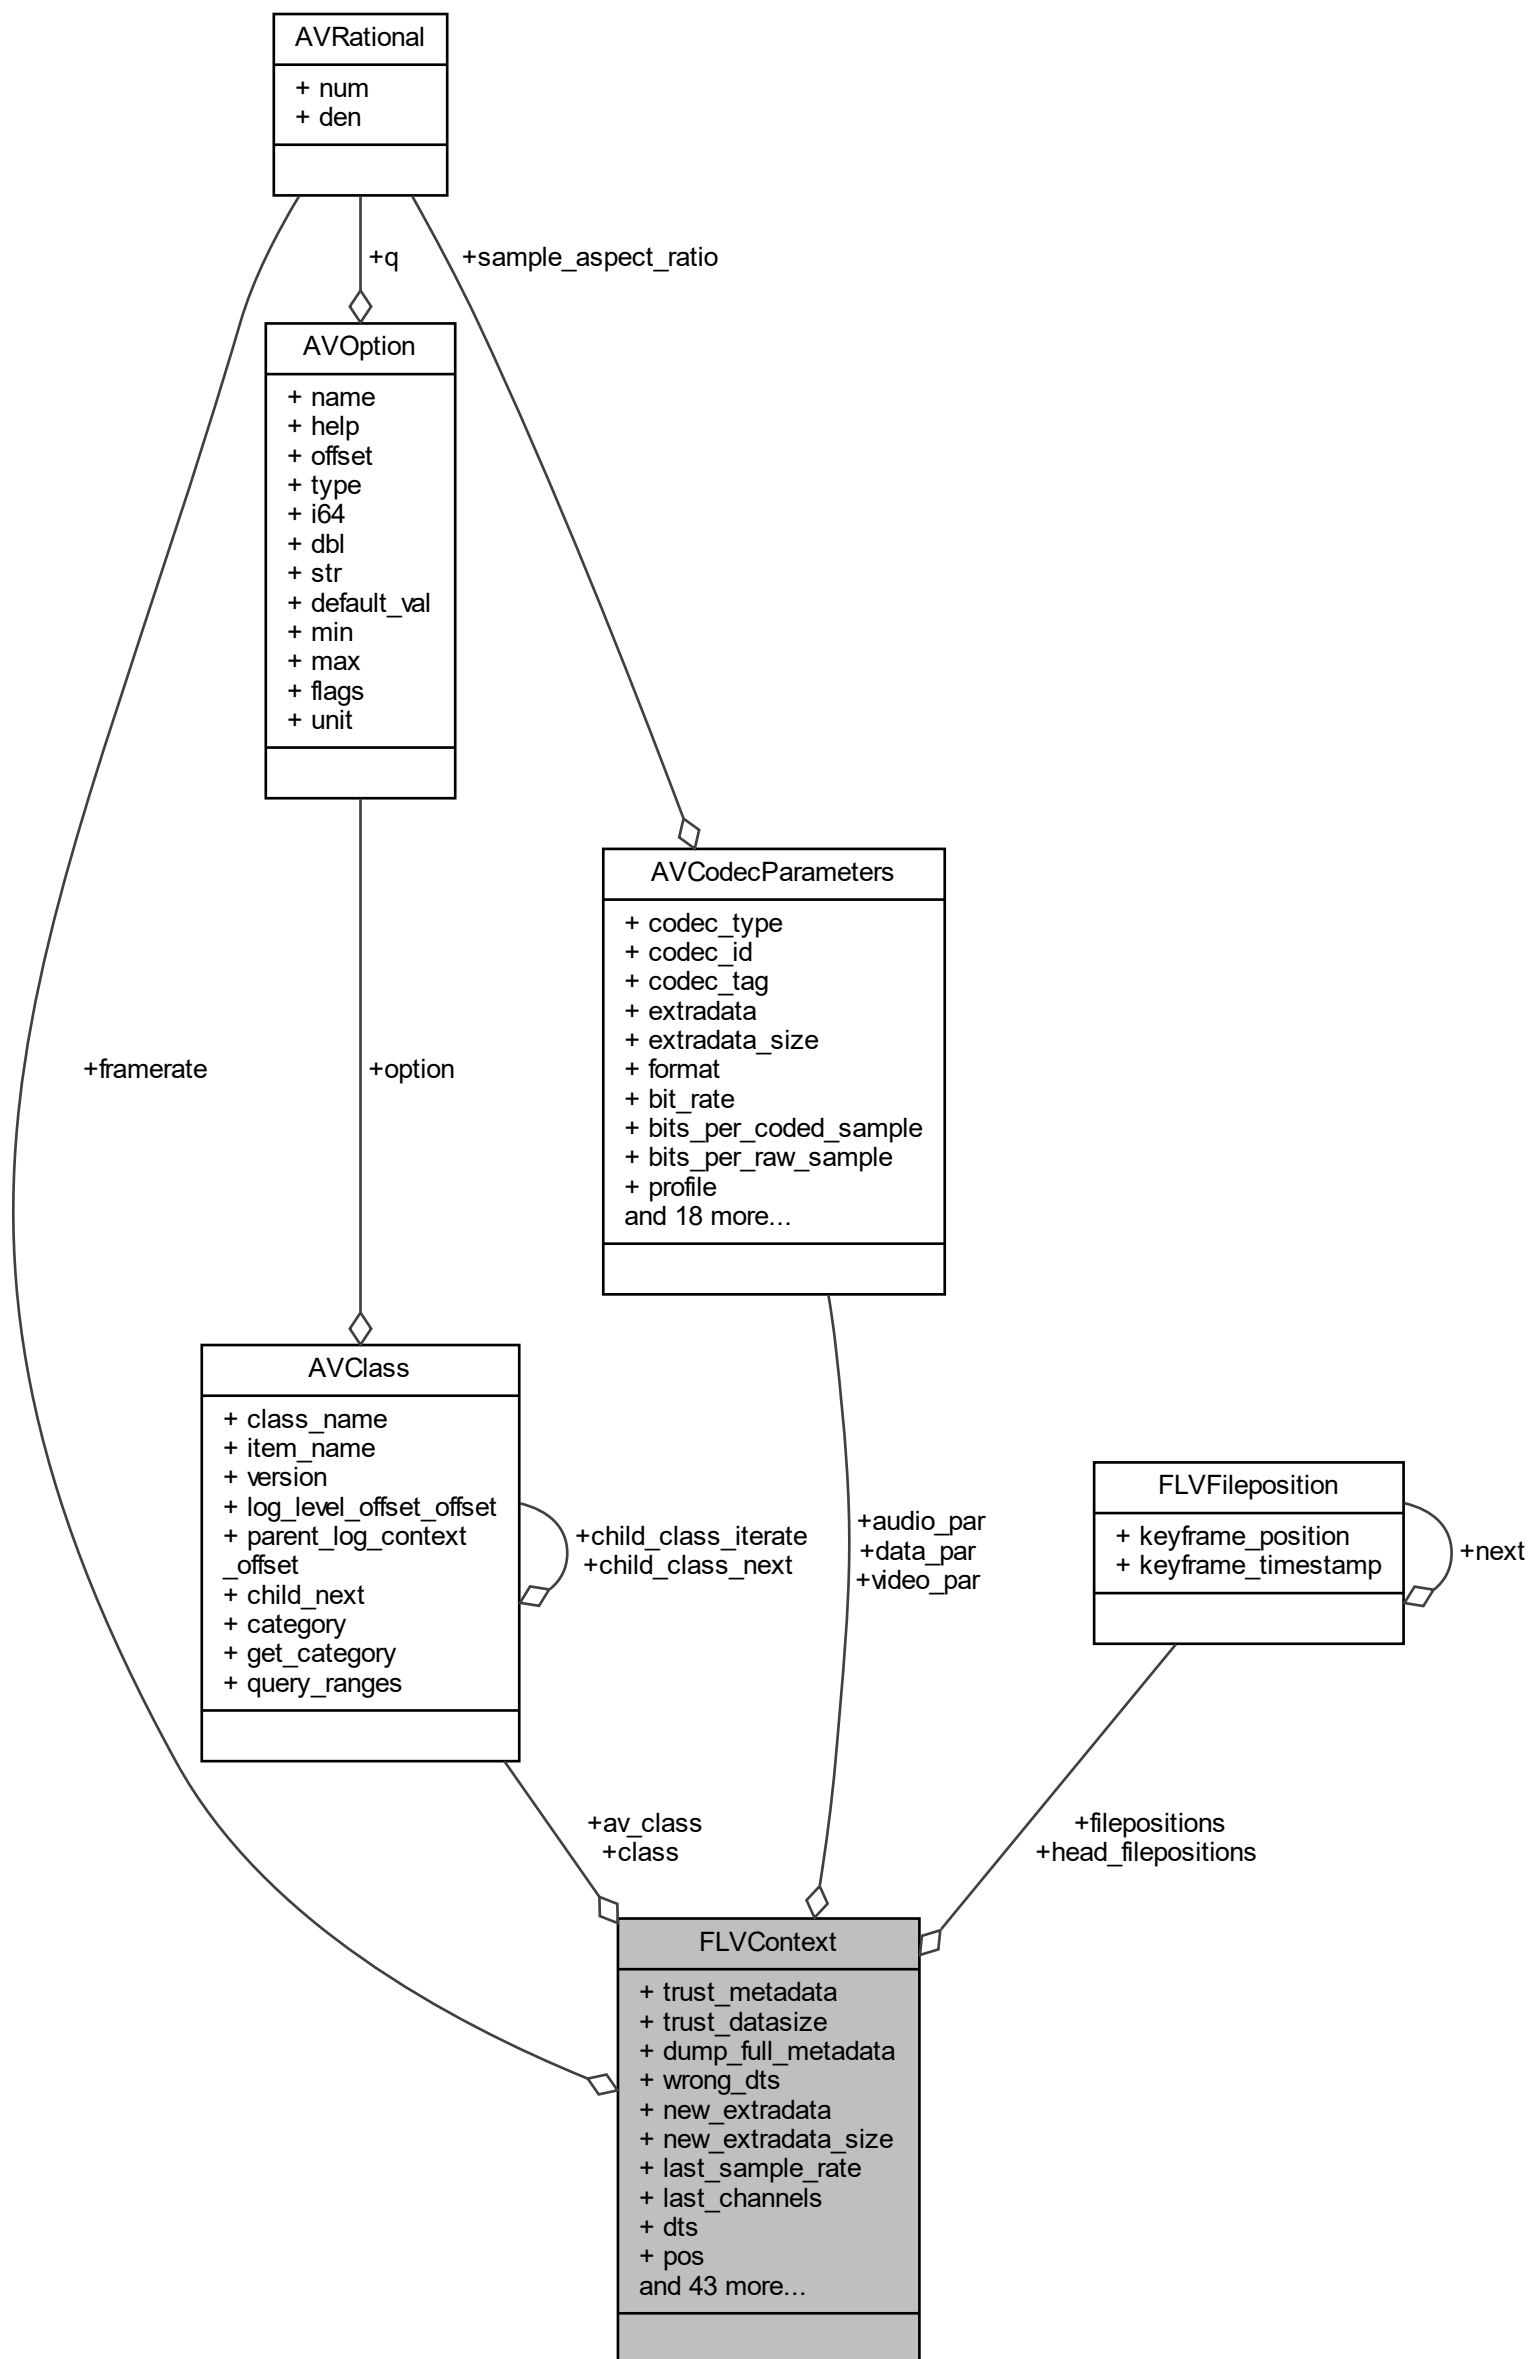 AVRational
+ num
+ den
+q
+sample_aspect_ratio
AVOption
+ name
+ help
+ offset
+ type
+ i64
+ dbl
+ str
+ default_val
+ min
+ max
+ flags
+ unit
AVCodecParameters
+ codec_type
+ codec_id
+ codec_tag
+ extradata
+ extradata_size
+ format
+ bit_rate
+ bits_per_coded_sample
+ bits_per_raw_sample
+ profile
and 18 more...
+framerate
+option
AVClass
+ class_name
+ item_name
+ version
+ log_level_offset_offset
+ parent_log_context
_offset
+ child_next
+ category
+ get_category
+ query_ranges
+child_class_iterate
+child_class_next
+audio_par
+data_par
+video_par
FLVFileposition
+ keyframe_position
+ keyframe_timestamp
+next
+av_class
+class
+filepositions
+head_filepositions
FLVContext
+ trust_metadata
+ trust_datasize
+ dump_full_metadata
+ wrong_dts
+ new_extradata
+ new_extradata_size
+ last_sample_rate
+ last_channels
+ dts
+ pos
and 43 more...